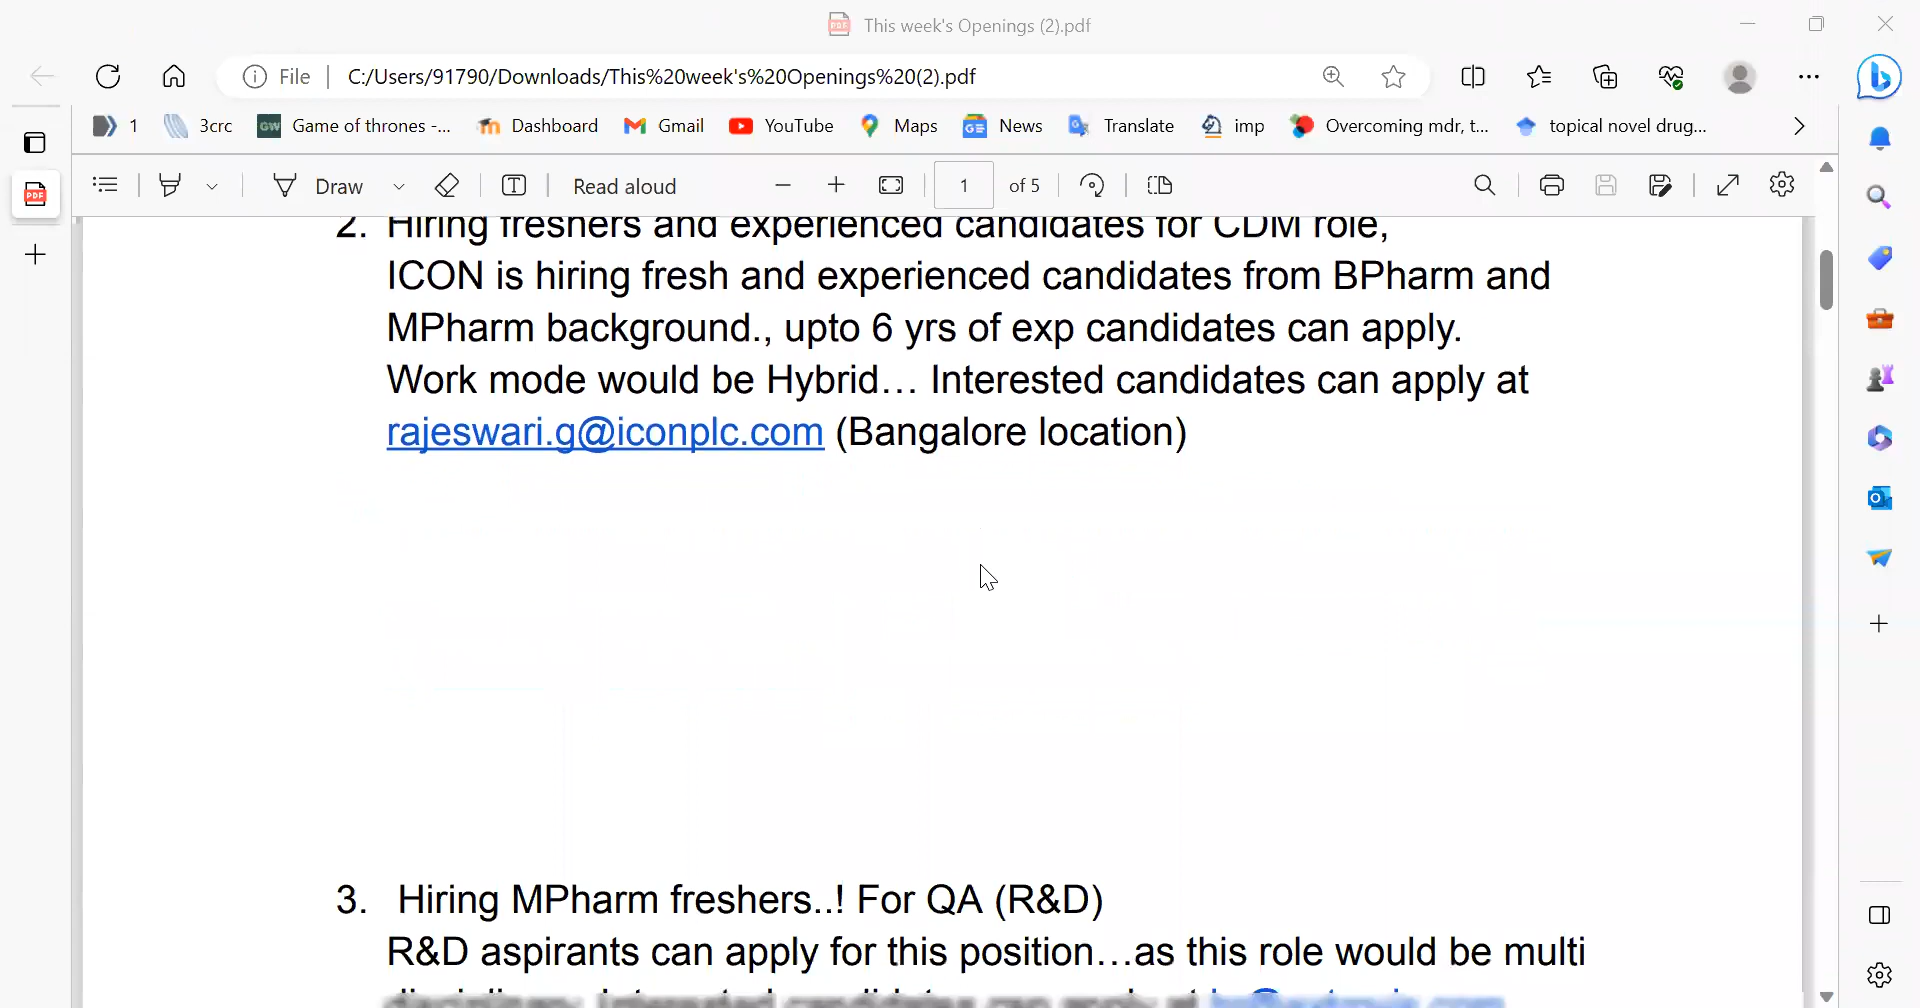 This week's Openings (2).pdf
File | C:/Users/91790/Downloads/This%20week's%20Openings%20(2).pdf
1 3crc GW Game of thrones -... Dashboard Gmail YouTube Maps News Translate imp Overcoming mdr, t... topical novel drug...
Draw Read aloud 1 of 5
2. Hiring freshers and experienced candidates for CDM role,
ICON is hiring fresh and experienced candidates from BPharm and
MPharm background., upto 6 yrs of exp candidates can apply.
Work mode would be Hybrid... Interested candidates can apply at
rajeswari.g@iconplc.com (Bangalore location)
3. Hiring MPharm freshers..! For QA (R&D)
R&D aspirants can apply for this position...as this role would be multi